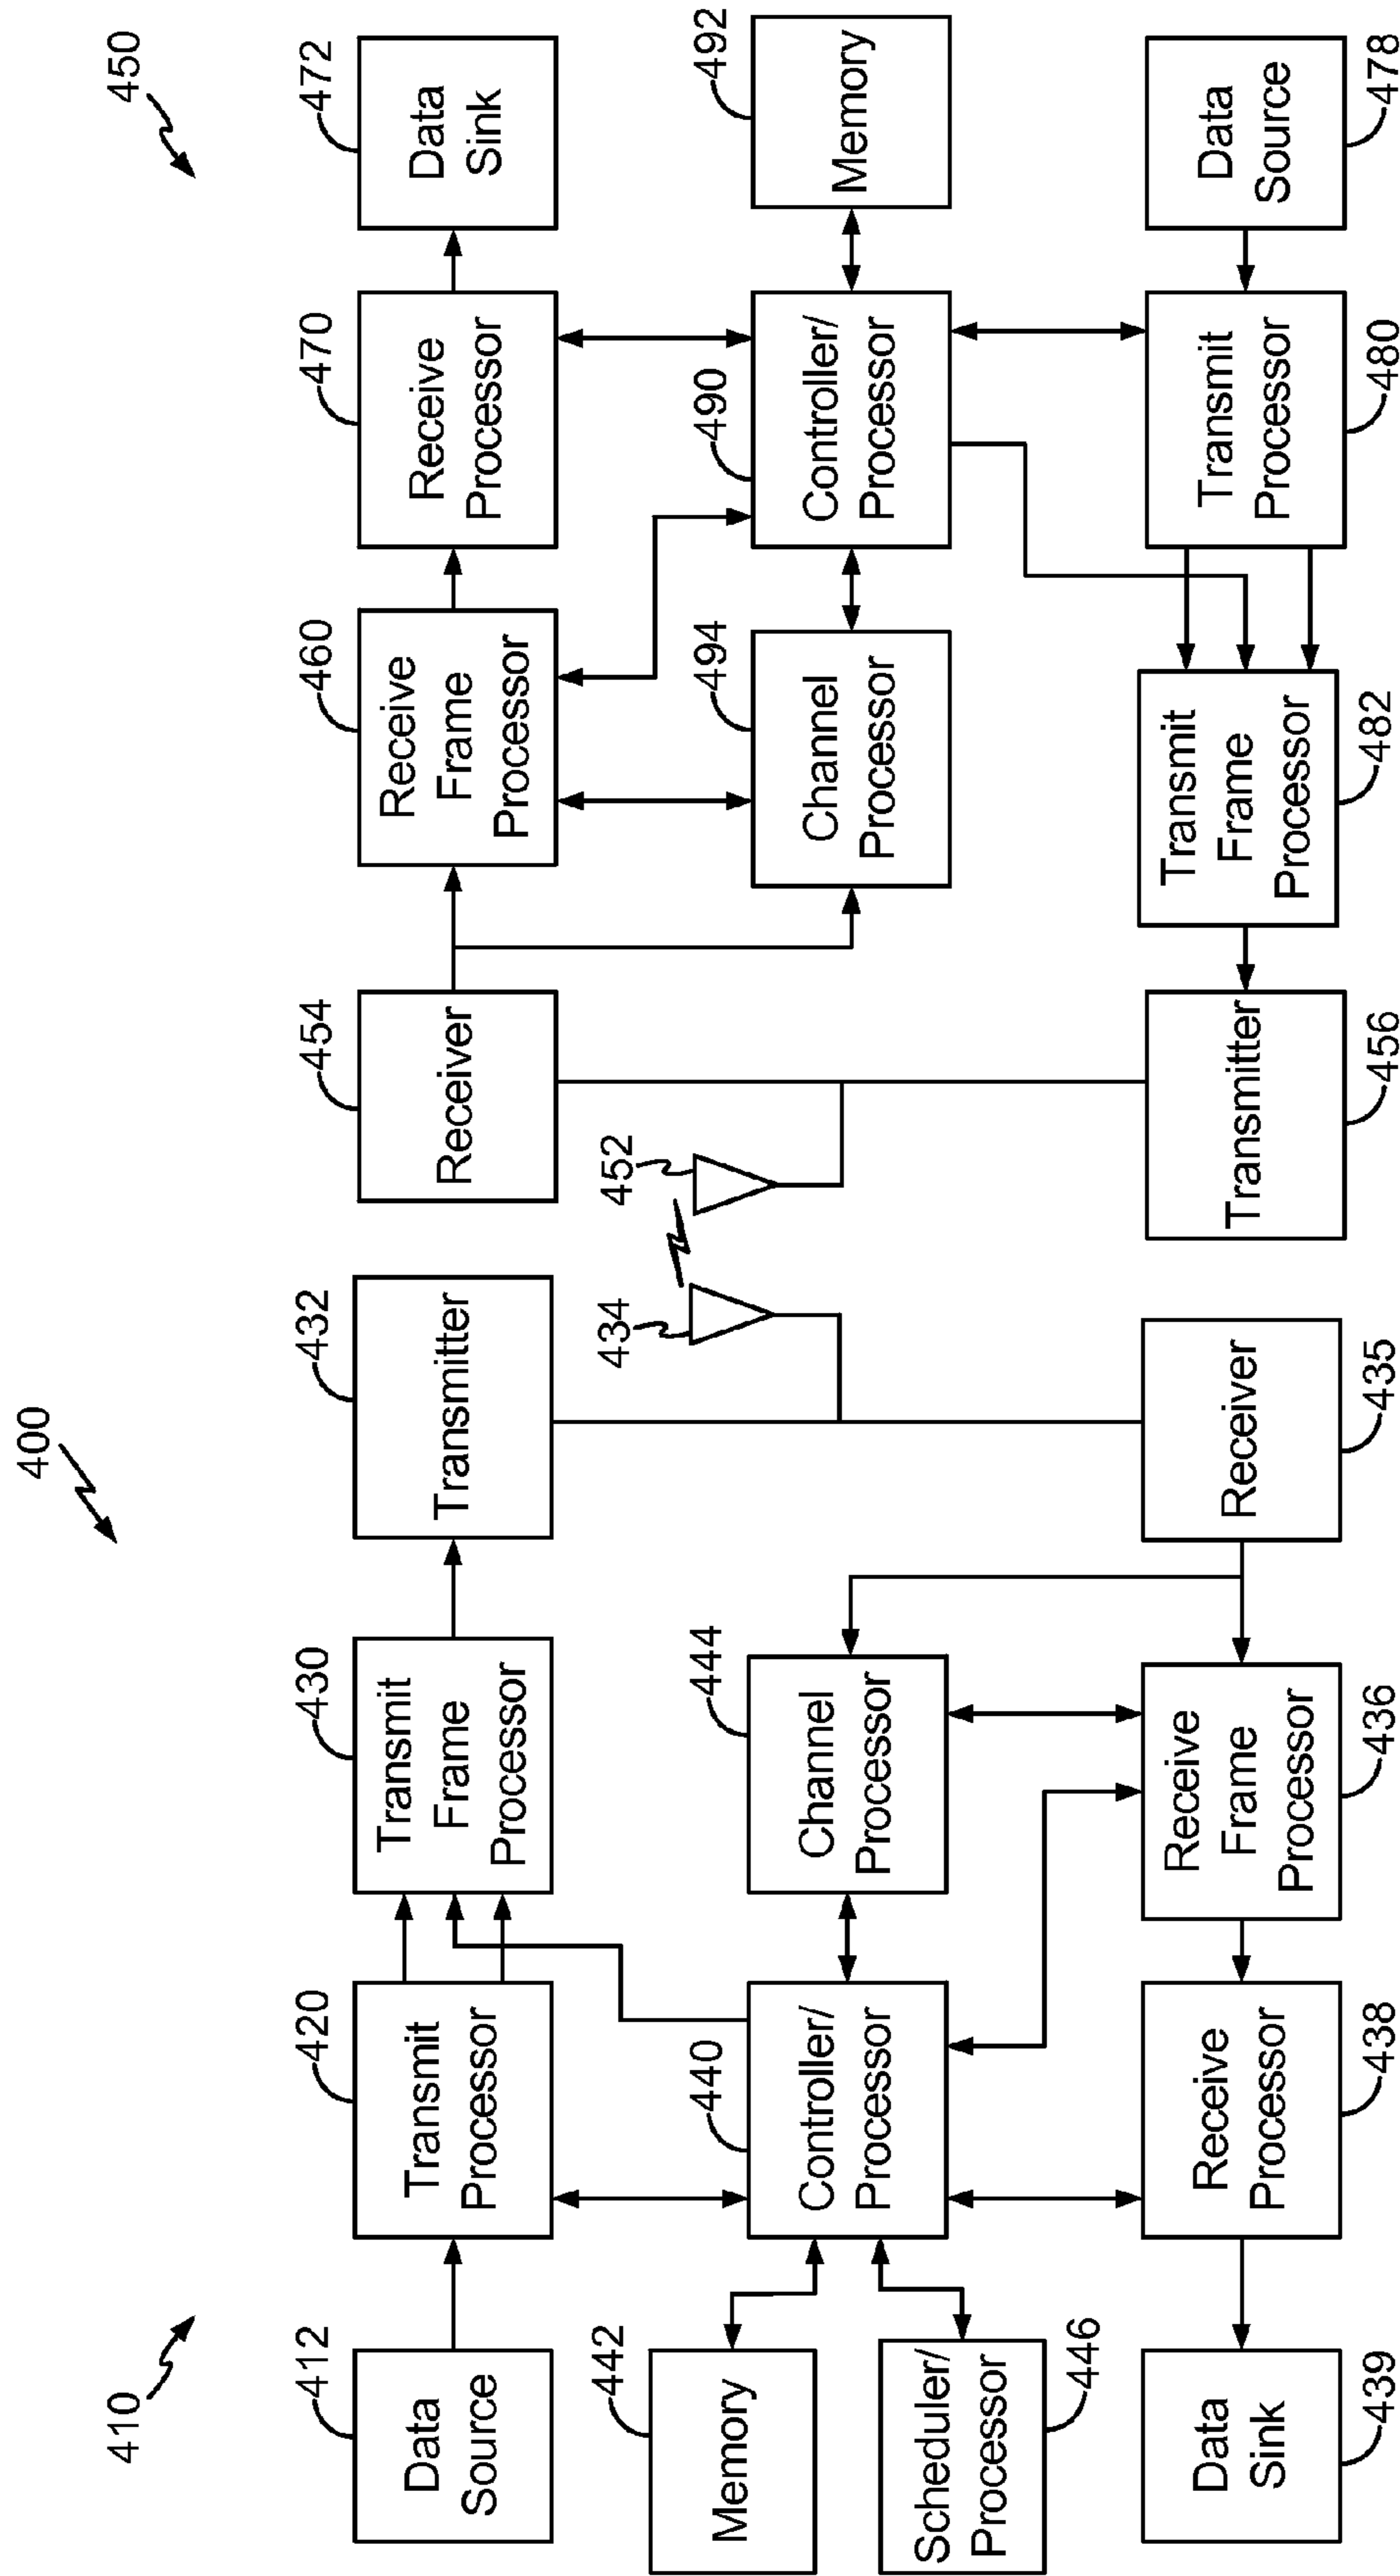 400
410
450
412
Data
Source
420
Transmit
Processor
430
Transmit
Frame
Processor
432
Transmitter
454
Receiver
460
Receive
Frame
Processor
470
Receive
Processor
472
Data
Sink
442
Memory
440
Controller/
Processor
444
Channel
Processor
434
452
494
Channel
Processor
490
Controller/
Processor
492
Memory
Scheduler/
Processor
446
Data
Sink
439
Receive
Processor
438
Receive
Frame
Processor
436
Receiver
435
Transmitter
456
Transmit
Frame
Processor
482
Transmit
Processor
480
Data
Source
478